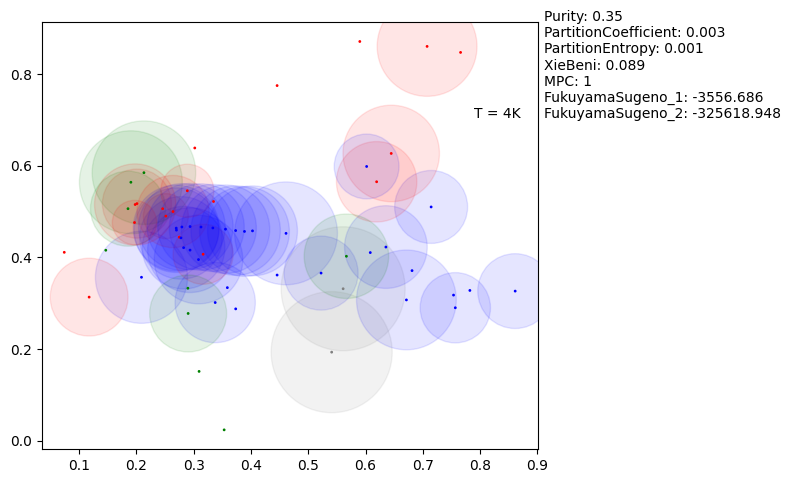 Purity: 0.35
PartitionCoefficient: 0.003
PartitionEntropy: 0.001
XieBeni: 0.089
MPC: 1
FukuyamaSugeno_1: -3556.686
FukuyamaSugeno_2: -325618.948
T = 4K
0.8
0.6
0.4
0.2
0.0
0.1 0.2 0.3 0.4 0.5 0.6 0.7 0.8 0.9